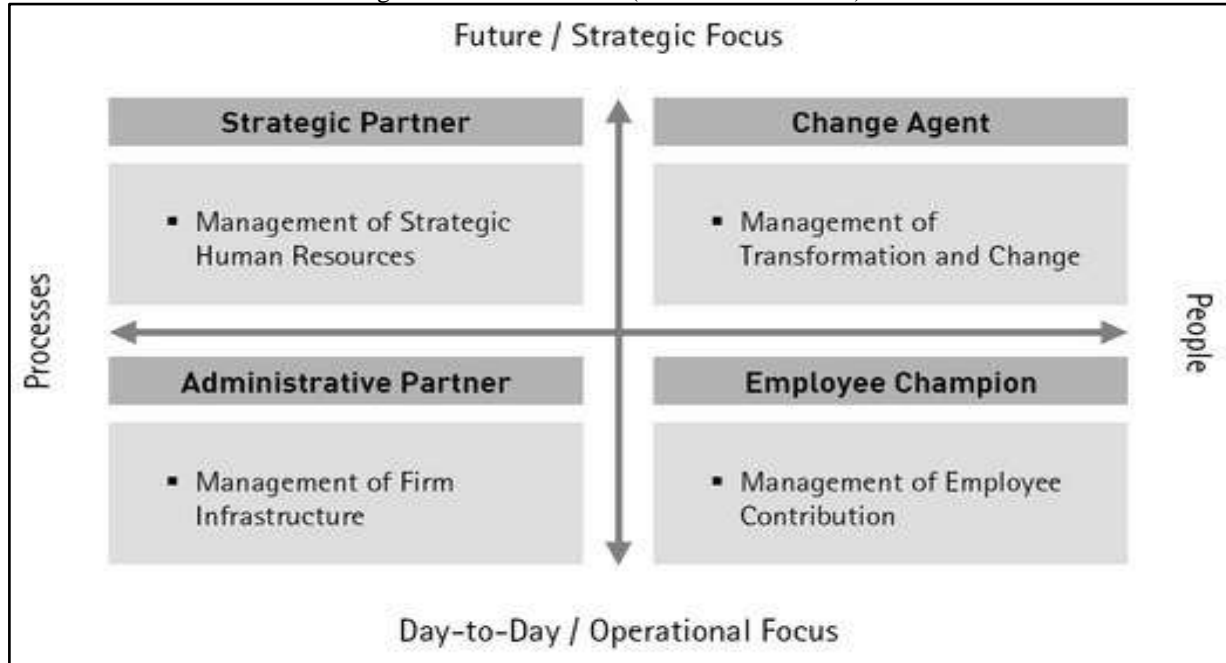 Future / Strategic Focus
Strategic Partner
▪ Management of Strategic
Human Resources
Change Agent
▪ Management of
Transformation and Change
Processes
People
Administrative Partner
▪ Management of Firm
Infrastructure
Employee Champion
▪ Management of Employee
Contribution
Day-to-Day / Operational Focus